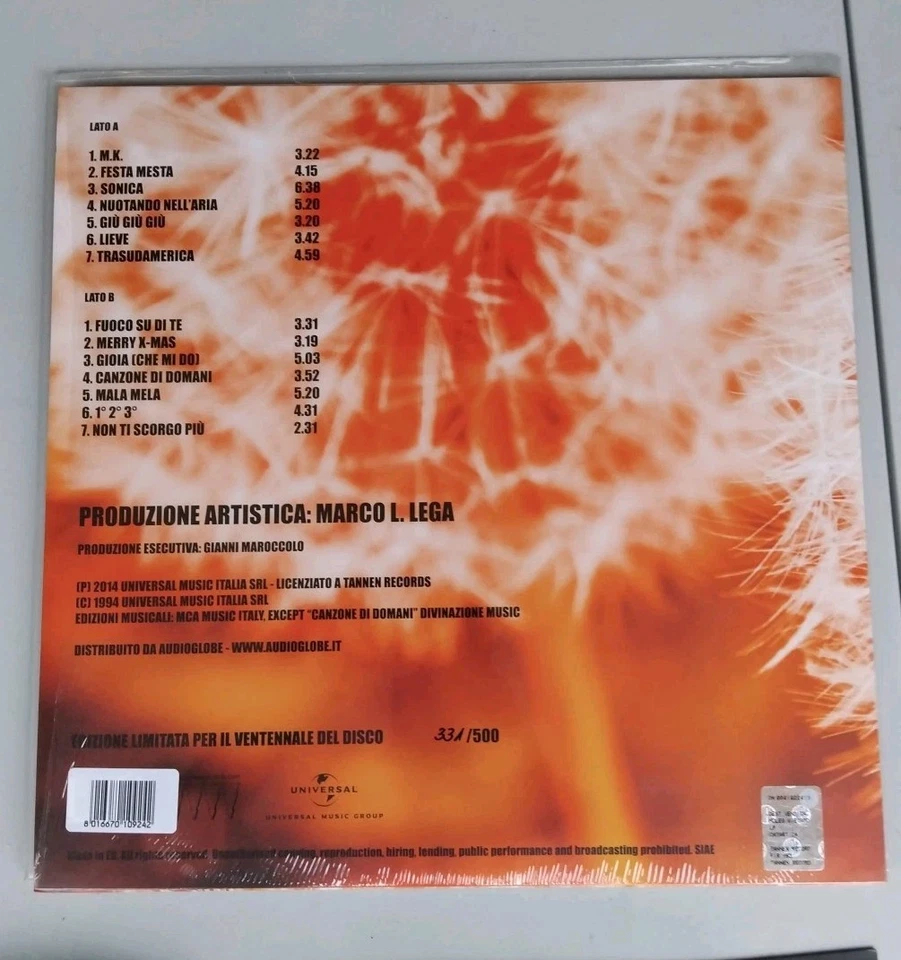 LATO A
1. M.K. 3.22
2. FESTA MESTA 4.15
3. SONICA 6.38
4. NUOTANDO NELL'ARIA 5.20
5. GIÙ GIÙ GIÙ 3.20
6. LIEVE 3.42
7. TRASUDAMERICA 4.59
LATO B
1. FUOCO SU DI TE 3.31
2. MERRY X-MAS 3.19
3. GIOIA (CHE MI DO) 5.03
4. CANZONE DI DOMANI 3.52
5. MALA MELA 5.20
6. 1° 2° 3° 4.31
7. NON TI SCORGO PIÙ 2.31
PRODUZIONE ARTISTICA: MARCO L. LEGA
PRODUZIONE ESECUTIVA: GIANNI MAROCCOLO
(P) 2014 UNIVERSAL MUSIC ITALIA SRL - LICENZIATO A TANNEN RECORDS
(C) 1994 UNIVERSAL MUSIC ITALIA SRL
EDIZIONI MUSICALI: MCA MUSIC ITALY, EXCEPT "CANZONE DI DOMANI" DIVINAZIONE MUSIC
DISTRIBUITO DA AUDIOGLOBE - WWW.AUDIOGLOBE.IT
EDIZIONE LIMITATA PER IL VENTENNALE DEL DISCO 331/500
UNIVERSAL
UNIVERSAL MUSIC GROUP
8 016670 109242
Made in EU. All rights reserved. Unauthorised copying, reproduction, hiring, lending, public performance and broadcasting prohibited. SIAE